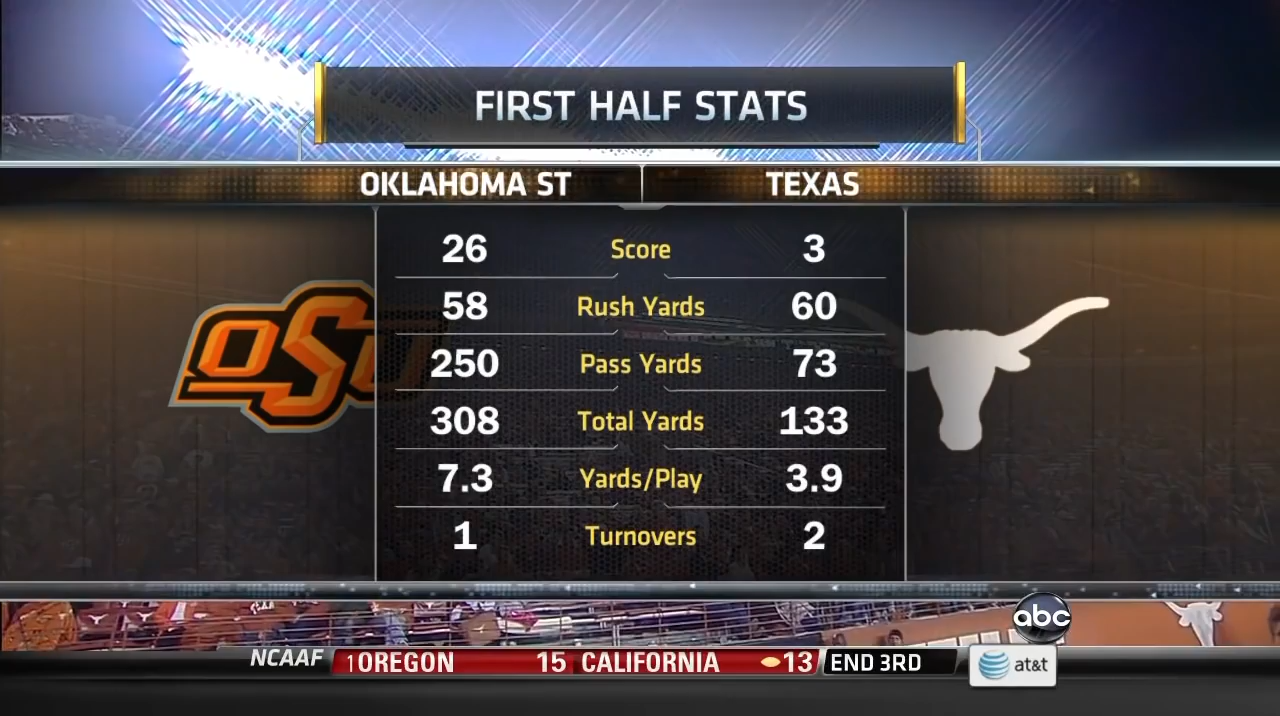 FIRST HALF STATS
OKLAHOMA ST TEXAS
26 Score 3
58 Rush Yards 60
250 Pass Yards 73
308 Total Yards 133
7.3 Yards/Play 3.9
1 Turnovers 2
OSU
abc
NCAAF 1 OREGON 15 CALIFORNIA 13 END 3RD
at&t